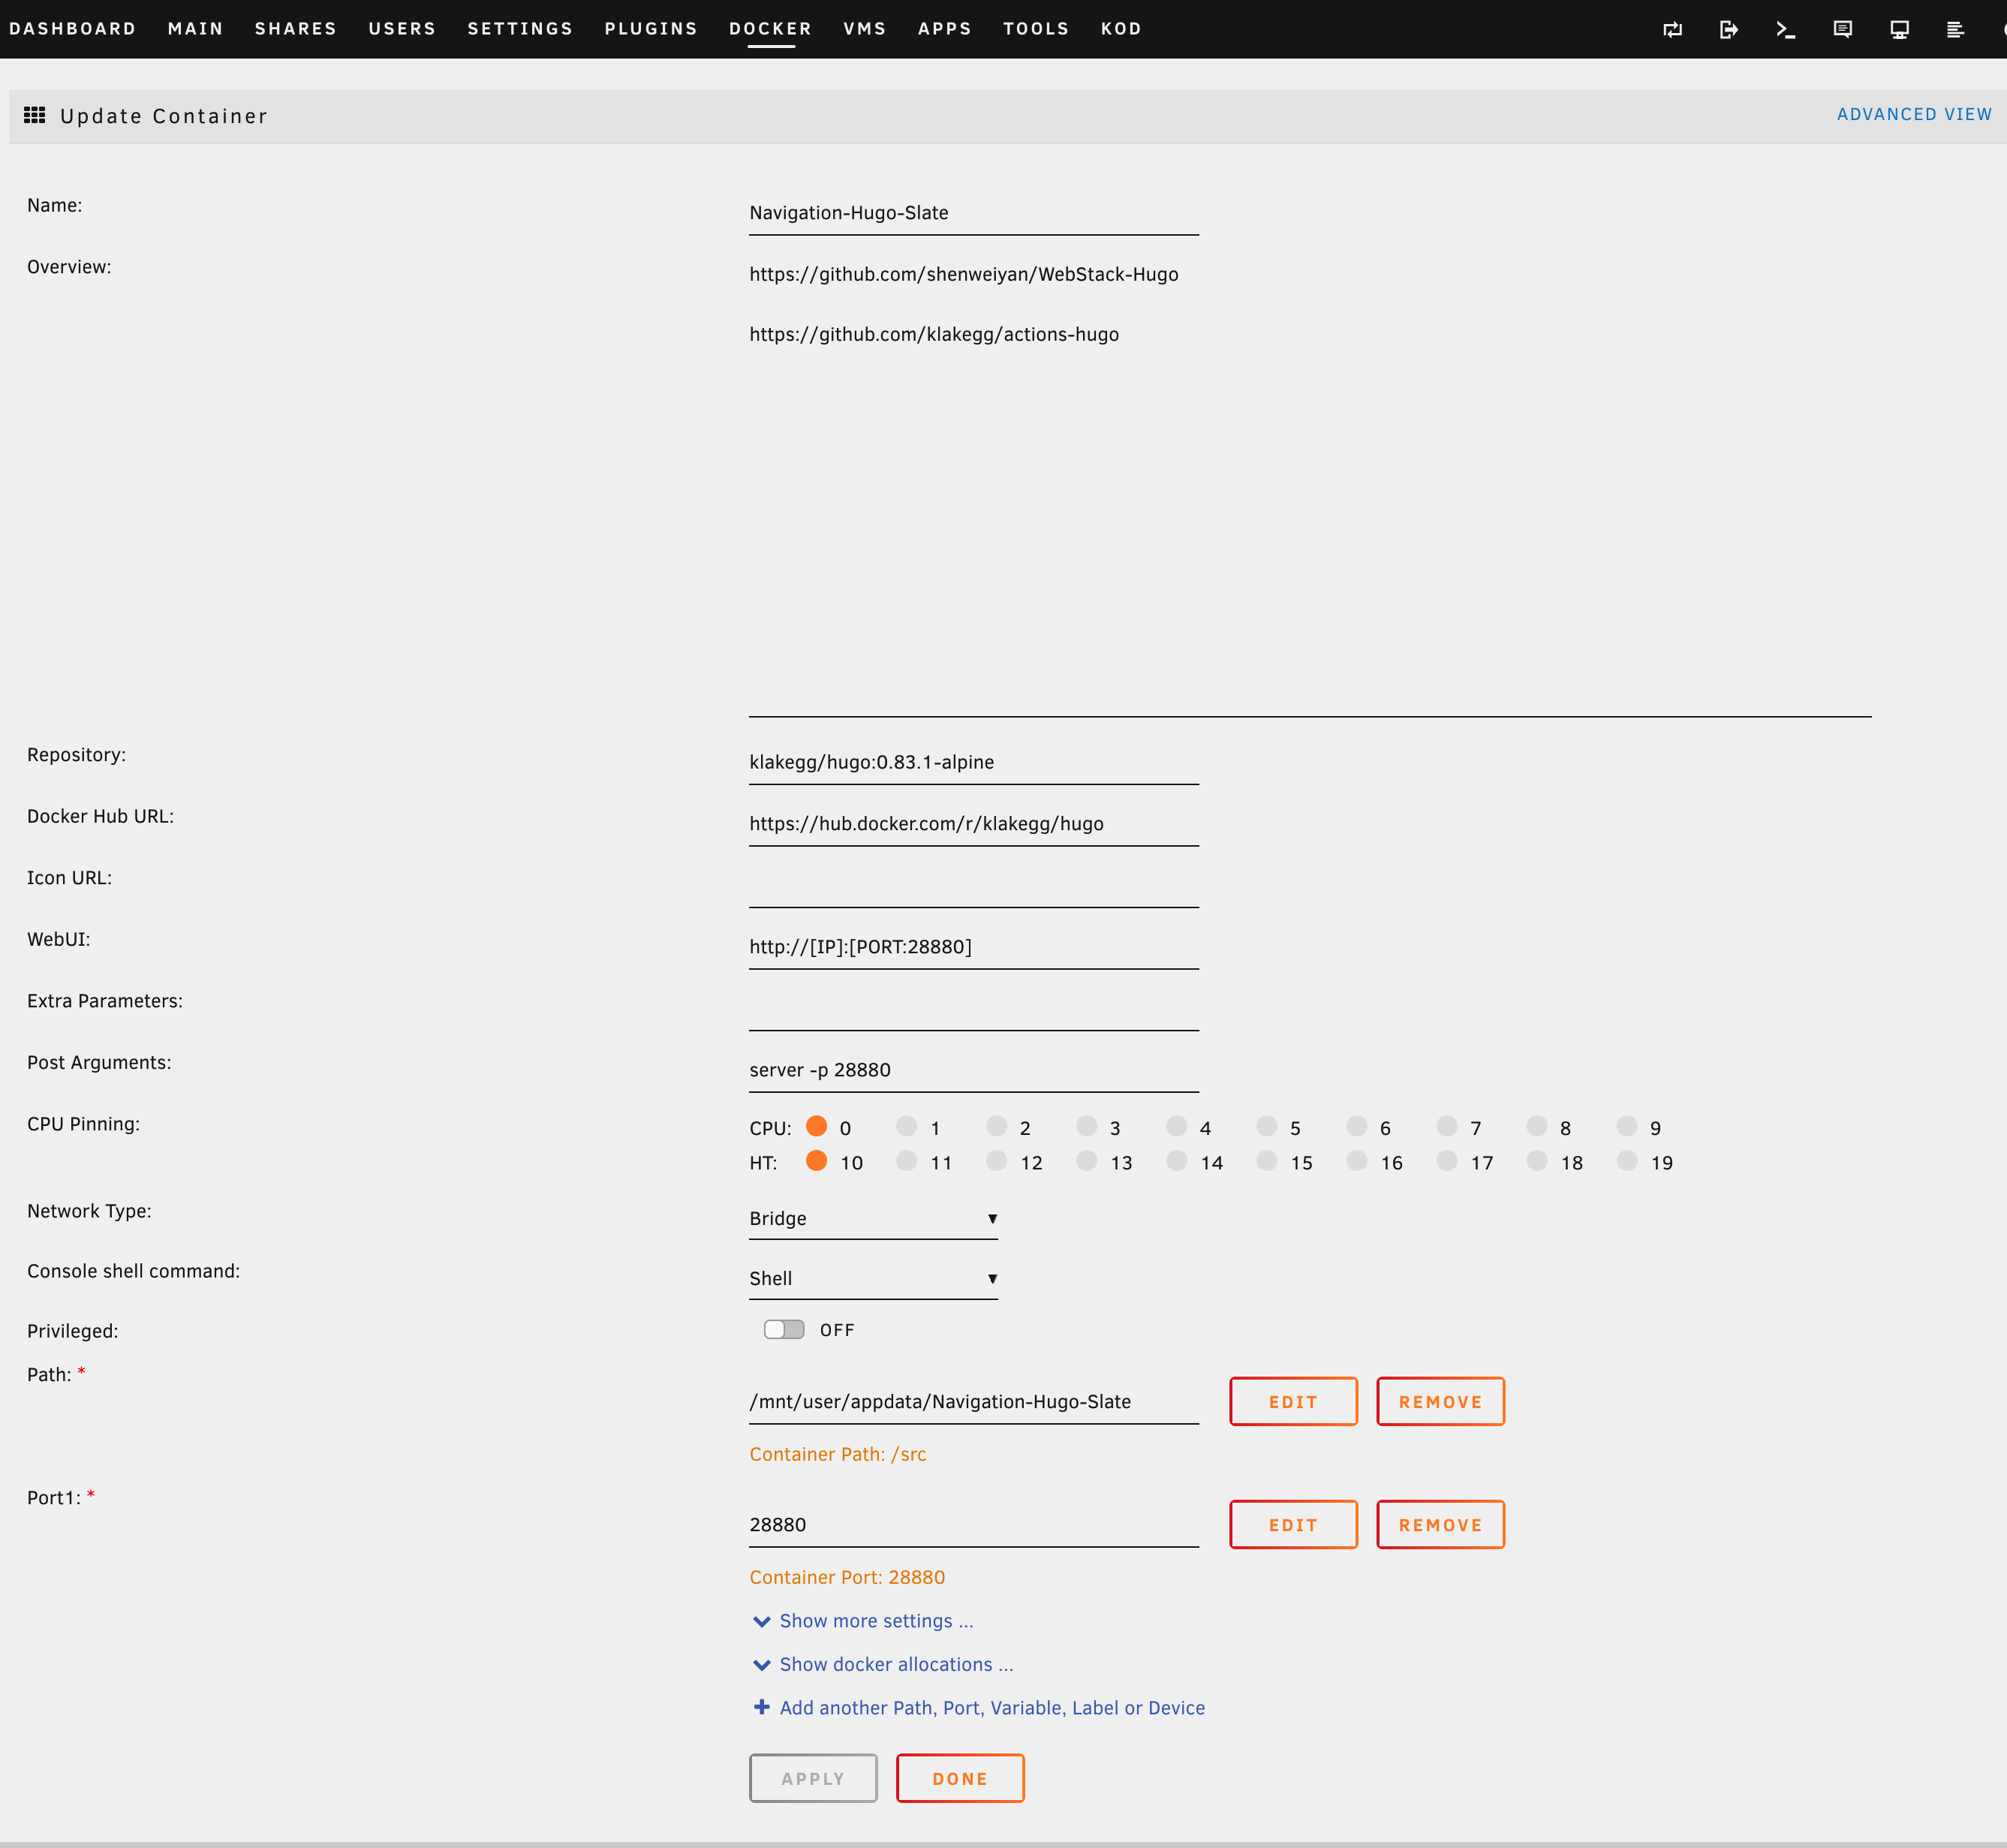 DASHBOARD MAIN SHARES USERS SETTINGS PLUGINS DOCKER VMS APPS TOOLS KOD
Update Container ADVANCED VIEW
Name: Navigation-Hugo-Slate
Overview: https://github.com/shenweiyan/WebStack-Hugo
https://github.com/klakegg/actions-hugo
Repository: klakegg/hugo:0.83.1-alpine
Docker Hub URL: https://hub.docker.com/r/klakegg/hugo
Icon URL:
WebUI: http://[IP]:[PORT:28880]
Extra Parameters:
Post Arguments: server -p 28880
CPU Pinning: CPU: 0 1 2 3 4 5 6 7 8 9
HT: 10 11 12 13 14 15 16 17 18 19
Network Type: Bridge
Console shell command: Shell
Privileged: OFF
Path: * /mnt/user/appdata/Navigation-Hugo-Slate EDIT REMOVE
Container Path: /src
Port1: * 28880 EDIT REMOVE
Container Port: 28880
Show more settings ...
Show docker allocations ...
Add another Path, Port, Variable, Label or Device
APPLY DONE